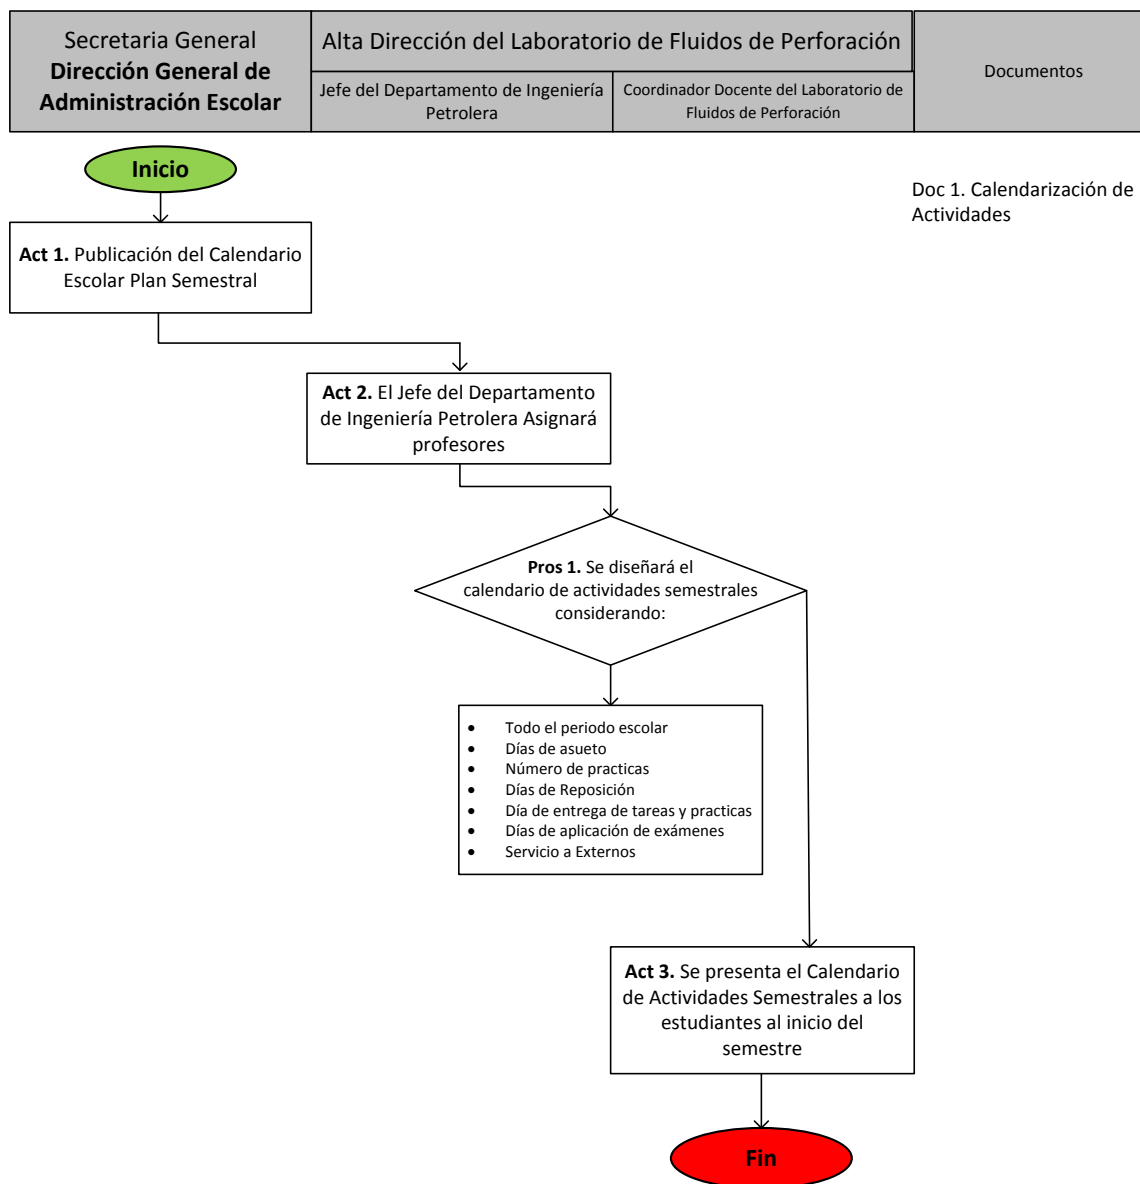 Secretaria General
Dirección General de
Administración Escolar
Alta Dirección del Laboratorio de Fluidos de Perforación
Jefe del Departamento de Ingeniería
Petrolera
Coordinador Docente del Laboratorio de
Fluidos de Perforación
Documentos
Inicio
Doc 1. Calendarización de
Actividades
Act 1. Publicación del Calendario
Escolar Plan Semestral
Act 2. El Jefe del Departamento
de Ingeniería Petrolera Asignará
profesores
Pros 1. Se diseñará el
calendario de actividades semestrales
considerando:
• Todo el periodo escolar
• Días de asueto
• Número de practicas
• Días de Reposición
• Día de entrega de tareas y practicas
• Días de aplicación de exámenes
• Servicio a Externos
Act 3. Se presenta el Calendario
de Actividades Semestrales a los
estudiantes al inicio del
semestre
Fin